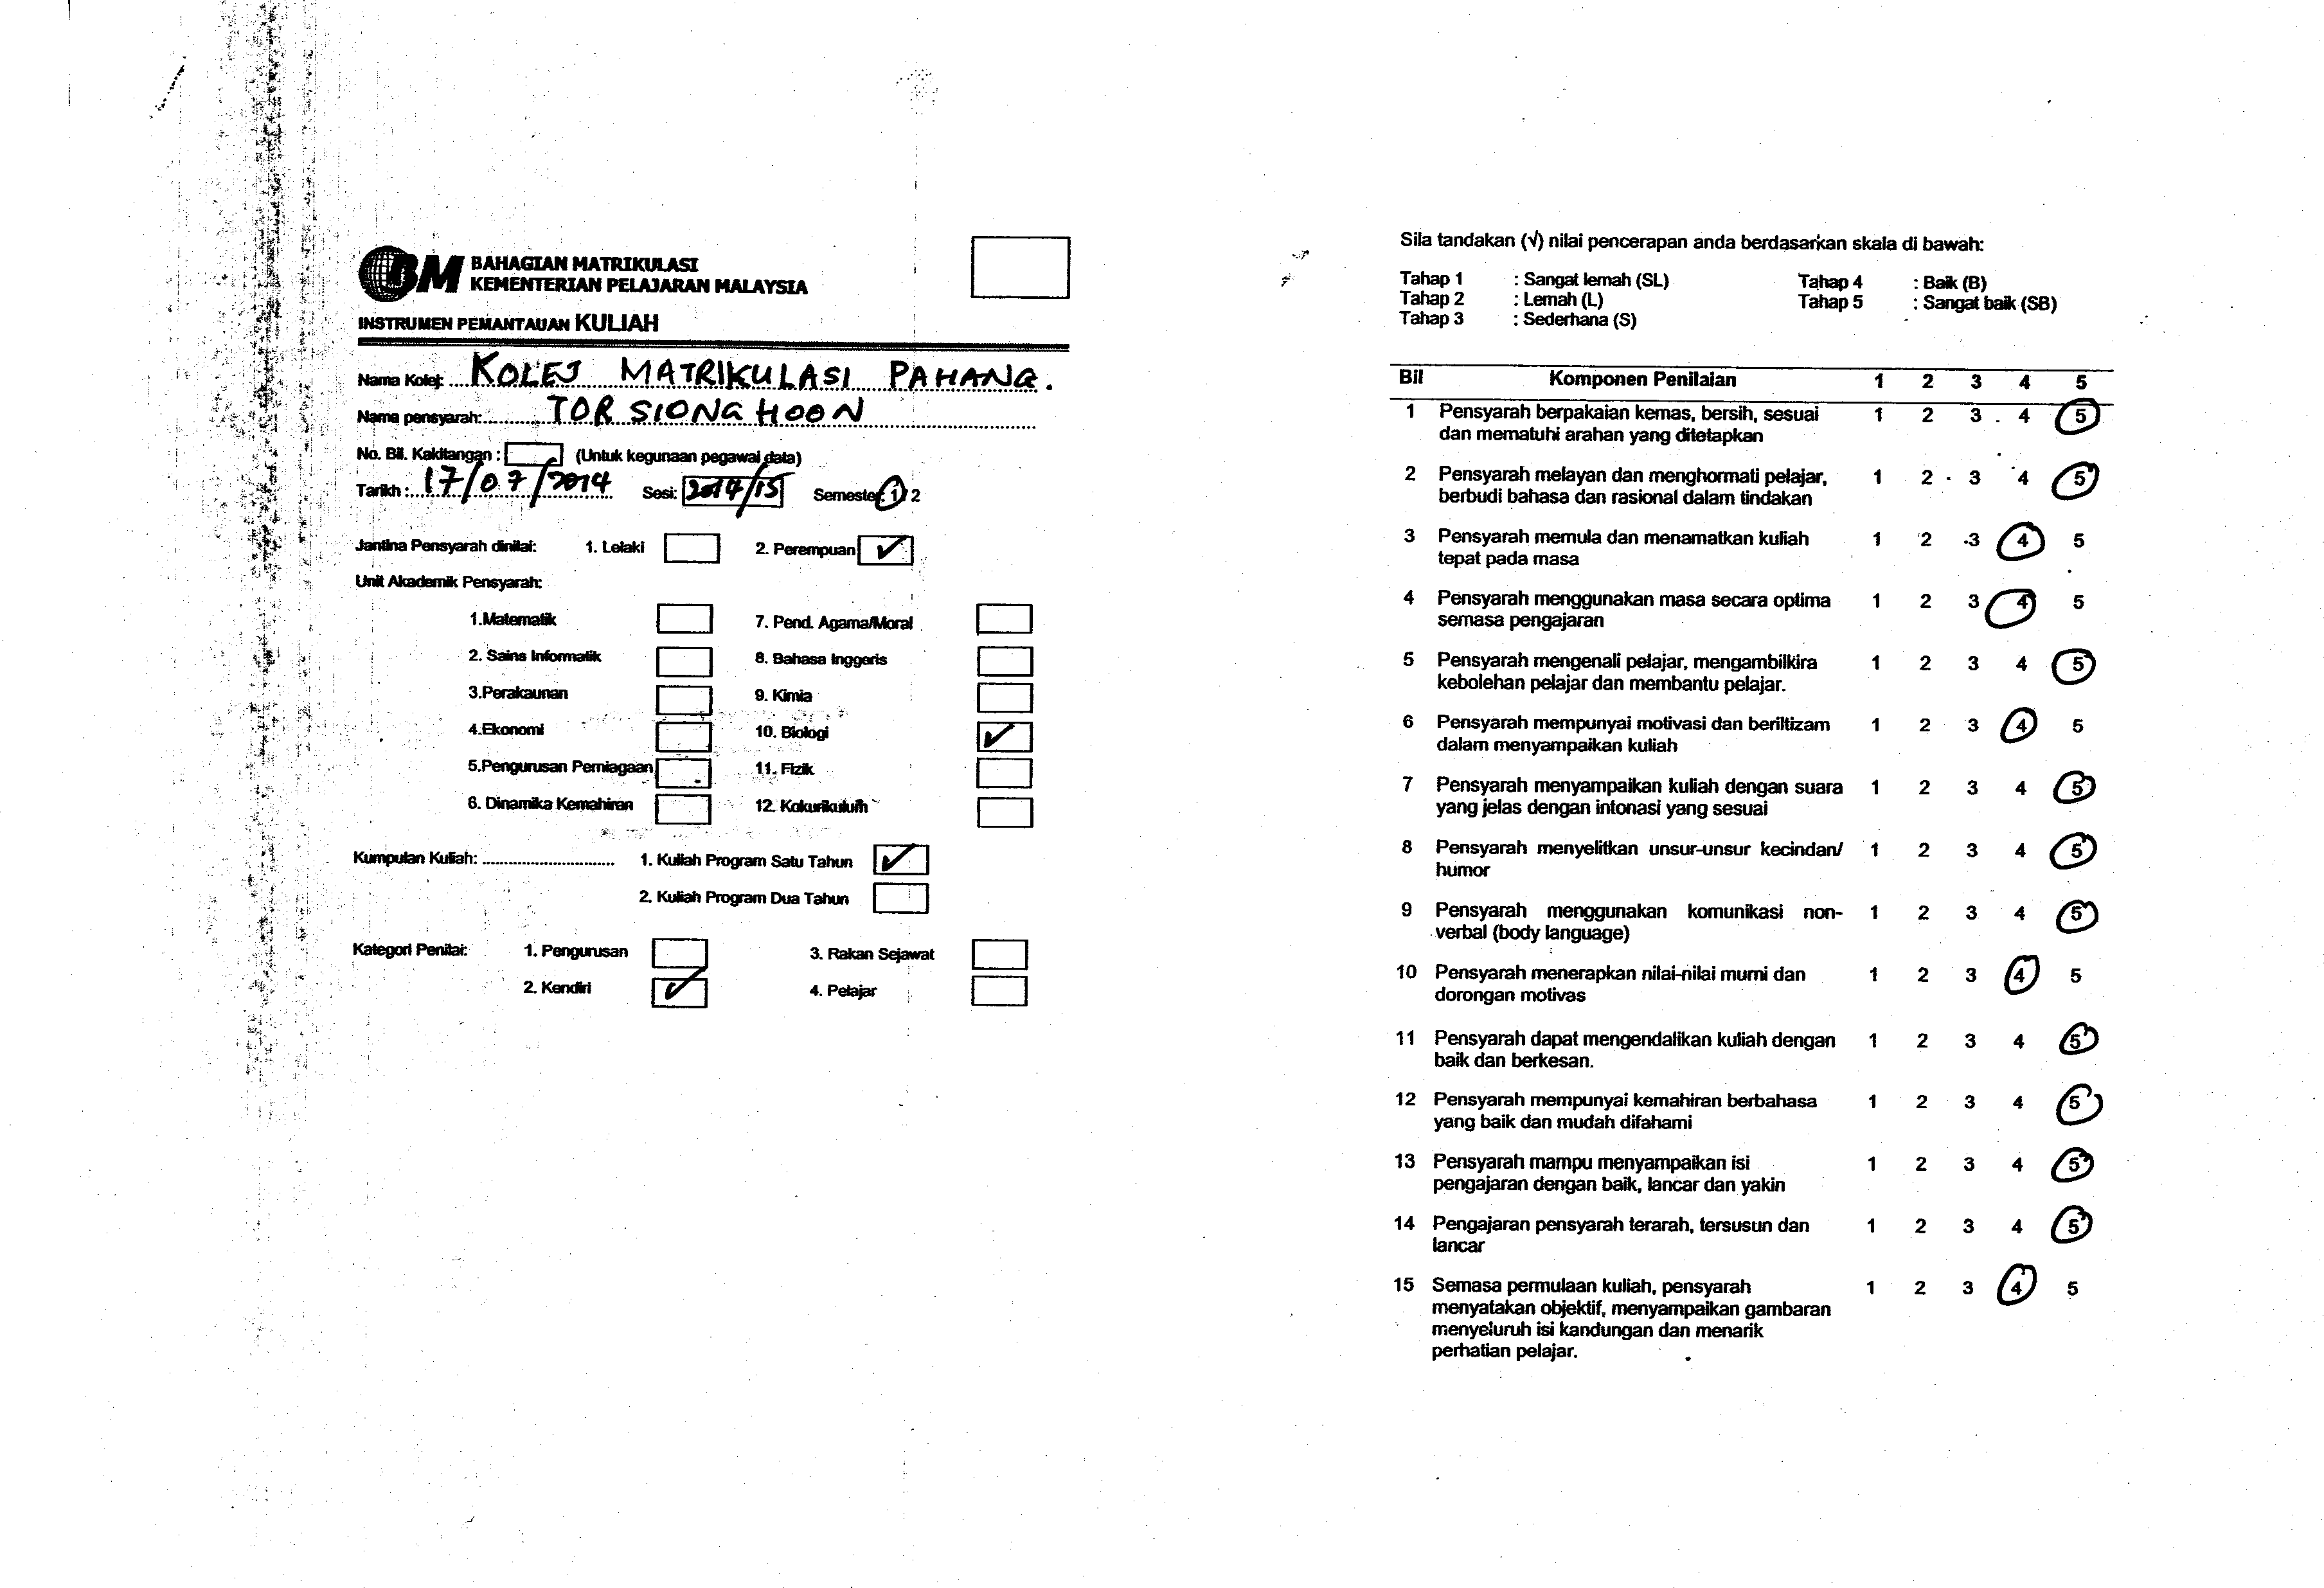 BM BAHAGIAN MATRIKULASI
KEMENTERIAN PELAJARAN MALAYSIA
INSTRUMEN PEMANTAUAN KULIAH
Nama Kolej: KOLEJ MATRIKULASI PAHANG.
Nama pensyarah: TOR SIONG HOON
No. Bil. Kakitangan : (Untuk kegunaan pegawai data)
Tarikh : 17/07/2014 Sesi: 2014/15 Semester: 1/2
Jantina Pensyarah dinilai: 1. Lelaki 2. Perempuan ✓
Unit Akademik Pensyarah:
1.Matematik 7. Pend. Agama/Moral
2. Sains Informatik 8. Bahasa Inggeris
3.Perakaunan 9. Kimia
4.Ekonomi 10. Biologi ✓
5.Pengurusan Perniagaan 11. Fizik
6. Dinamika Kemahiran 12. Kokurikulum
Kumpulan Kuliah: ............................ 1. Kuliah Program Satu Tahun ✓
2. Kuliah Program Dua Tahun
Kategori Penilai: 1. Pengurusan 3. Rakan Sejawat
2. Kendiri ✓ 4. Pelajar
Sila tandakan (√) nilai pencerapan anda berdasarkan skala di bawah:
Tahap 1 : Sangat lemah (SL) Tahap 4 : Baik (B)
Tahap 2 : Lemah (L) Tahap 5 : Sangat baik (SB)
Tahap 3 : Sederhana (S)
Bil Komponen Penilaian 1 2 3 4 5
1 Pensyarah berpakaian kemas, bersih, sesuai 1 2 3 4 5
dan mematuhi arahan yang ditetapkan
2 Pensyarah melayan dan menghormati pelajar, 1 2 3 4 5
berbudi bahasa dan rasional dalam tindakan
3 Pensyarah memula dan menamatkan kuliah 1 2 3 4 5
tepat pada masa
4 Pensyarah menggunakan masa secara optima 1 2 3 4 5
semasa pengajaran
5 Pensyarah mengenali pelajar, mengambilkira 1 2 3 4 5
kebolehan pelajar dan membantu pelajar.
6 Pensyarah mempunyai motivasi dan beriltizam 1 2 3 4 5
dalam menyampaikan kuliah
7 Pensyarah menyampaikan kuliah dengan suara 1 2 3 4 5
yang jelas dengan intonasi yang sesuai
8 Pensyarah menyelitkan unsur-unsur kecindan/ 1 2 3 4 5
humor
9 Pensyarah menggunakan komunikasi non- 1 2 3 4 5
verbal (body language)
10 Pensyarah menerapkan nilai-nilai murni dan 1 2 3 4 5
dorongan motivas
11 Pensyarah dapat mengendalikan kuliah dengan 1 2 3 4 5
baik dan berkesan.
12 Pensyarah mempunyai kemahiran berbahasa 1 2 3 4 5
yang baik dan mudah difahami
13 Pensyarah mampu menyampaikan isi 1 2 3 4 5
pengajaran dengan baik, lancar dan yakin
14 Pengajaran pensyarah terarah, tersusun dan 1 2 3 4 5
lancar
15 Semasa permulaan kuliah, pensyarah 1 2 3 4 5
menyatakan objektif, menyampaikan gambaran
menyeluruh isi kandungan dan menarik
perhatian pelajar.